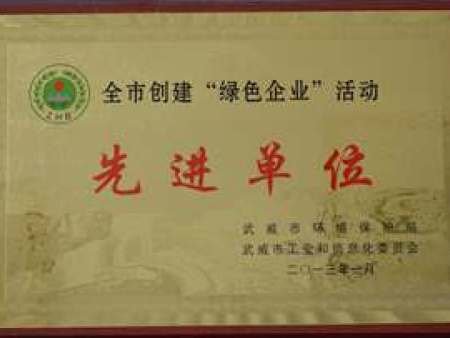 全市创建“绿色企业”活动
先进单位
武威市环境保护局
武威市工业和信息化委员会
二〇一三年一月
ZHB